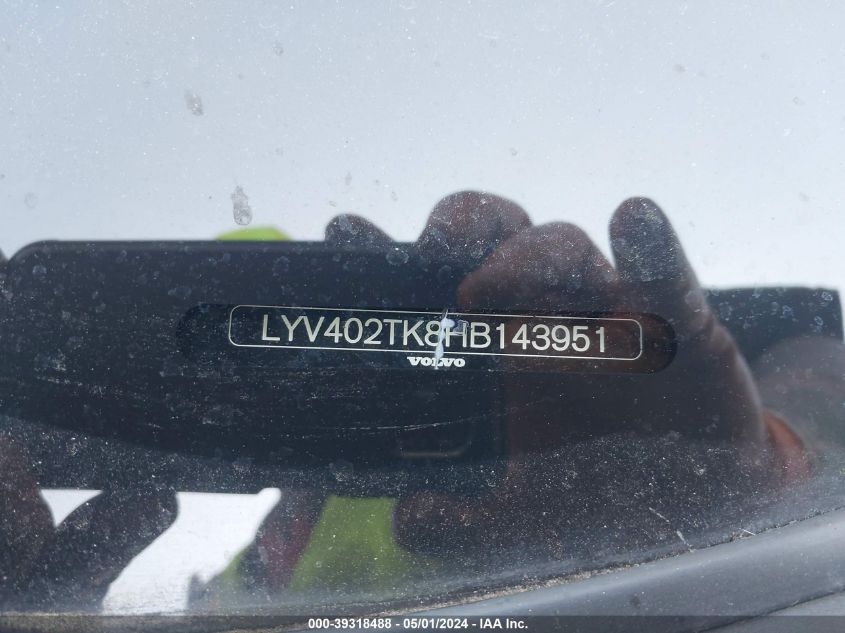 LYV402TK8HB143951
VOLVO
000-39318488 - 05/01/2024 - IAA Inc.